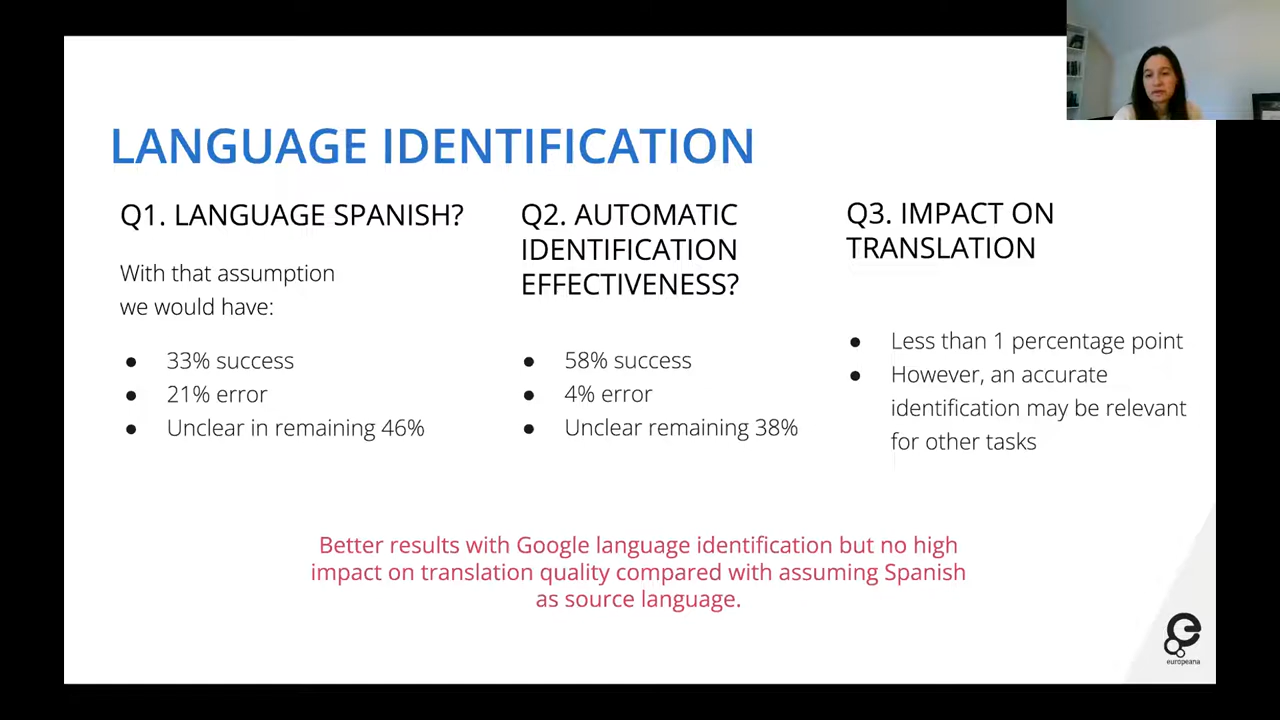 LANGUAGE IDENTIFICATION
Q1. LANGUAGE SPANISH?
With that assumption
we would have:
● 33% success
● 21% error
● Unclear in remaining 46%
Q2. AUTOMATIC
IDENTIFICATION
EFFECTIVENESS?
● 58% success
● 4% error
● Unclear remaining 38%
Q3. IMPACT ON
TRANSLATION
● Less than 1 percentage point
● However, an accurate
identification may be relevant
for other tasks
Better results with Google language identification but no high
impact on translation quality compared with assuming Spanish
as source language.
europeana